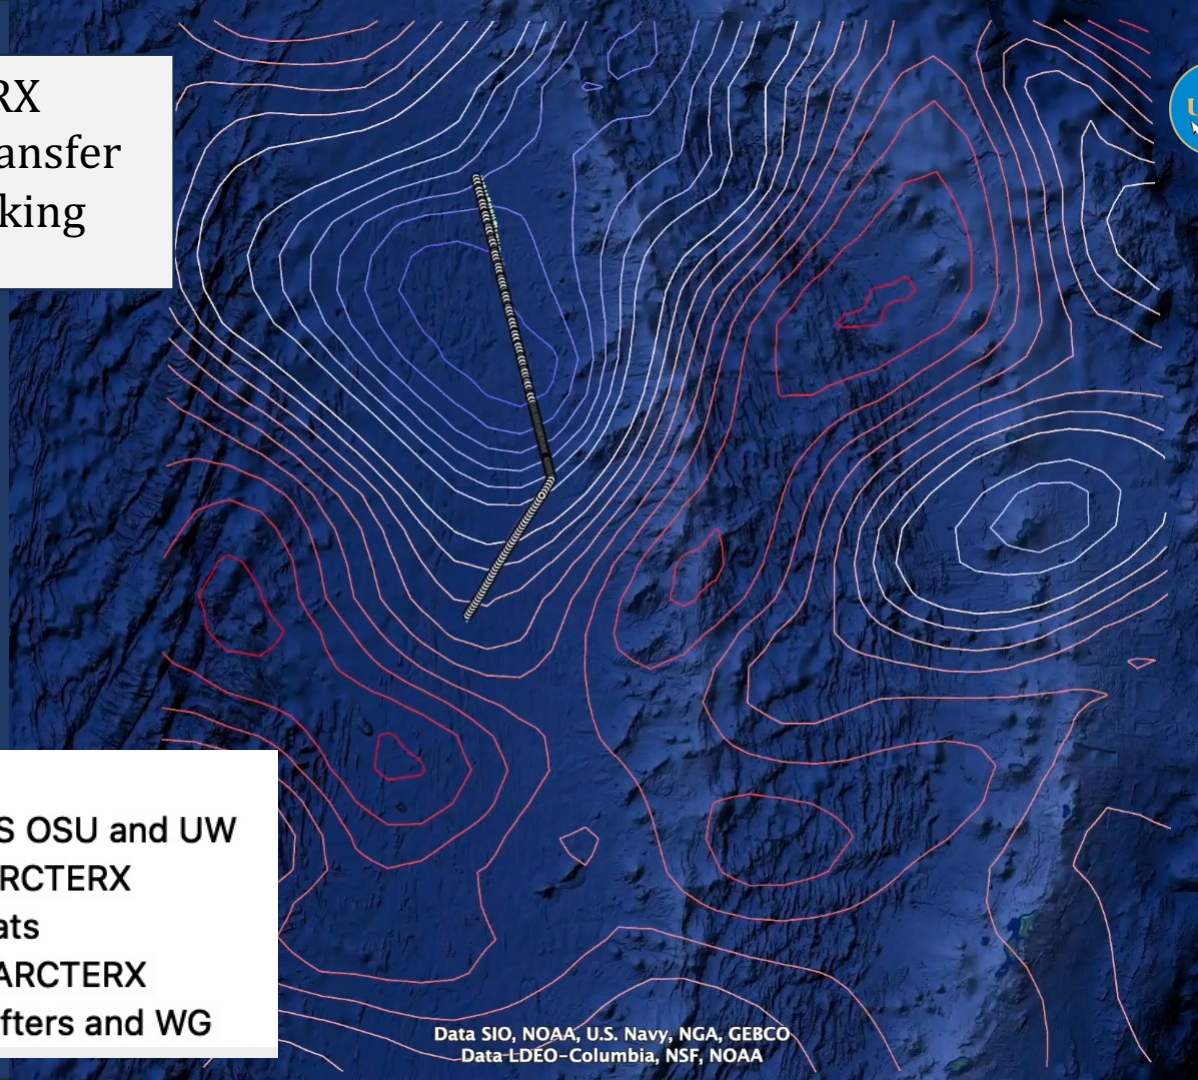 RX
ansfer
king
U
S OSU and UW
RCTERX
ats
ARCTERX
fters and WG
Data SIO, NOAA, U.S. Navy, NGA, GEBCO
Data LDEO-Columbia, NSF, NOAA